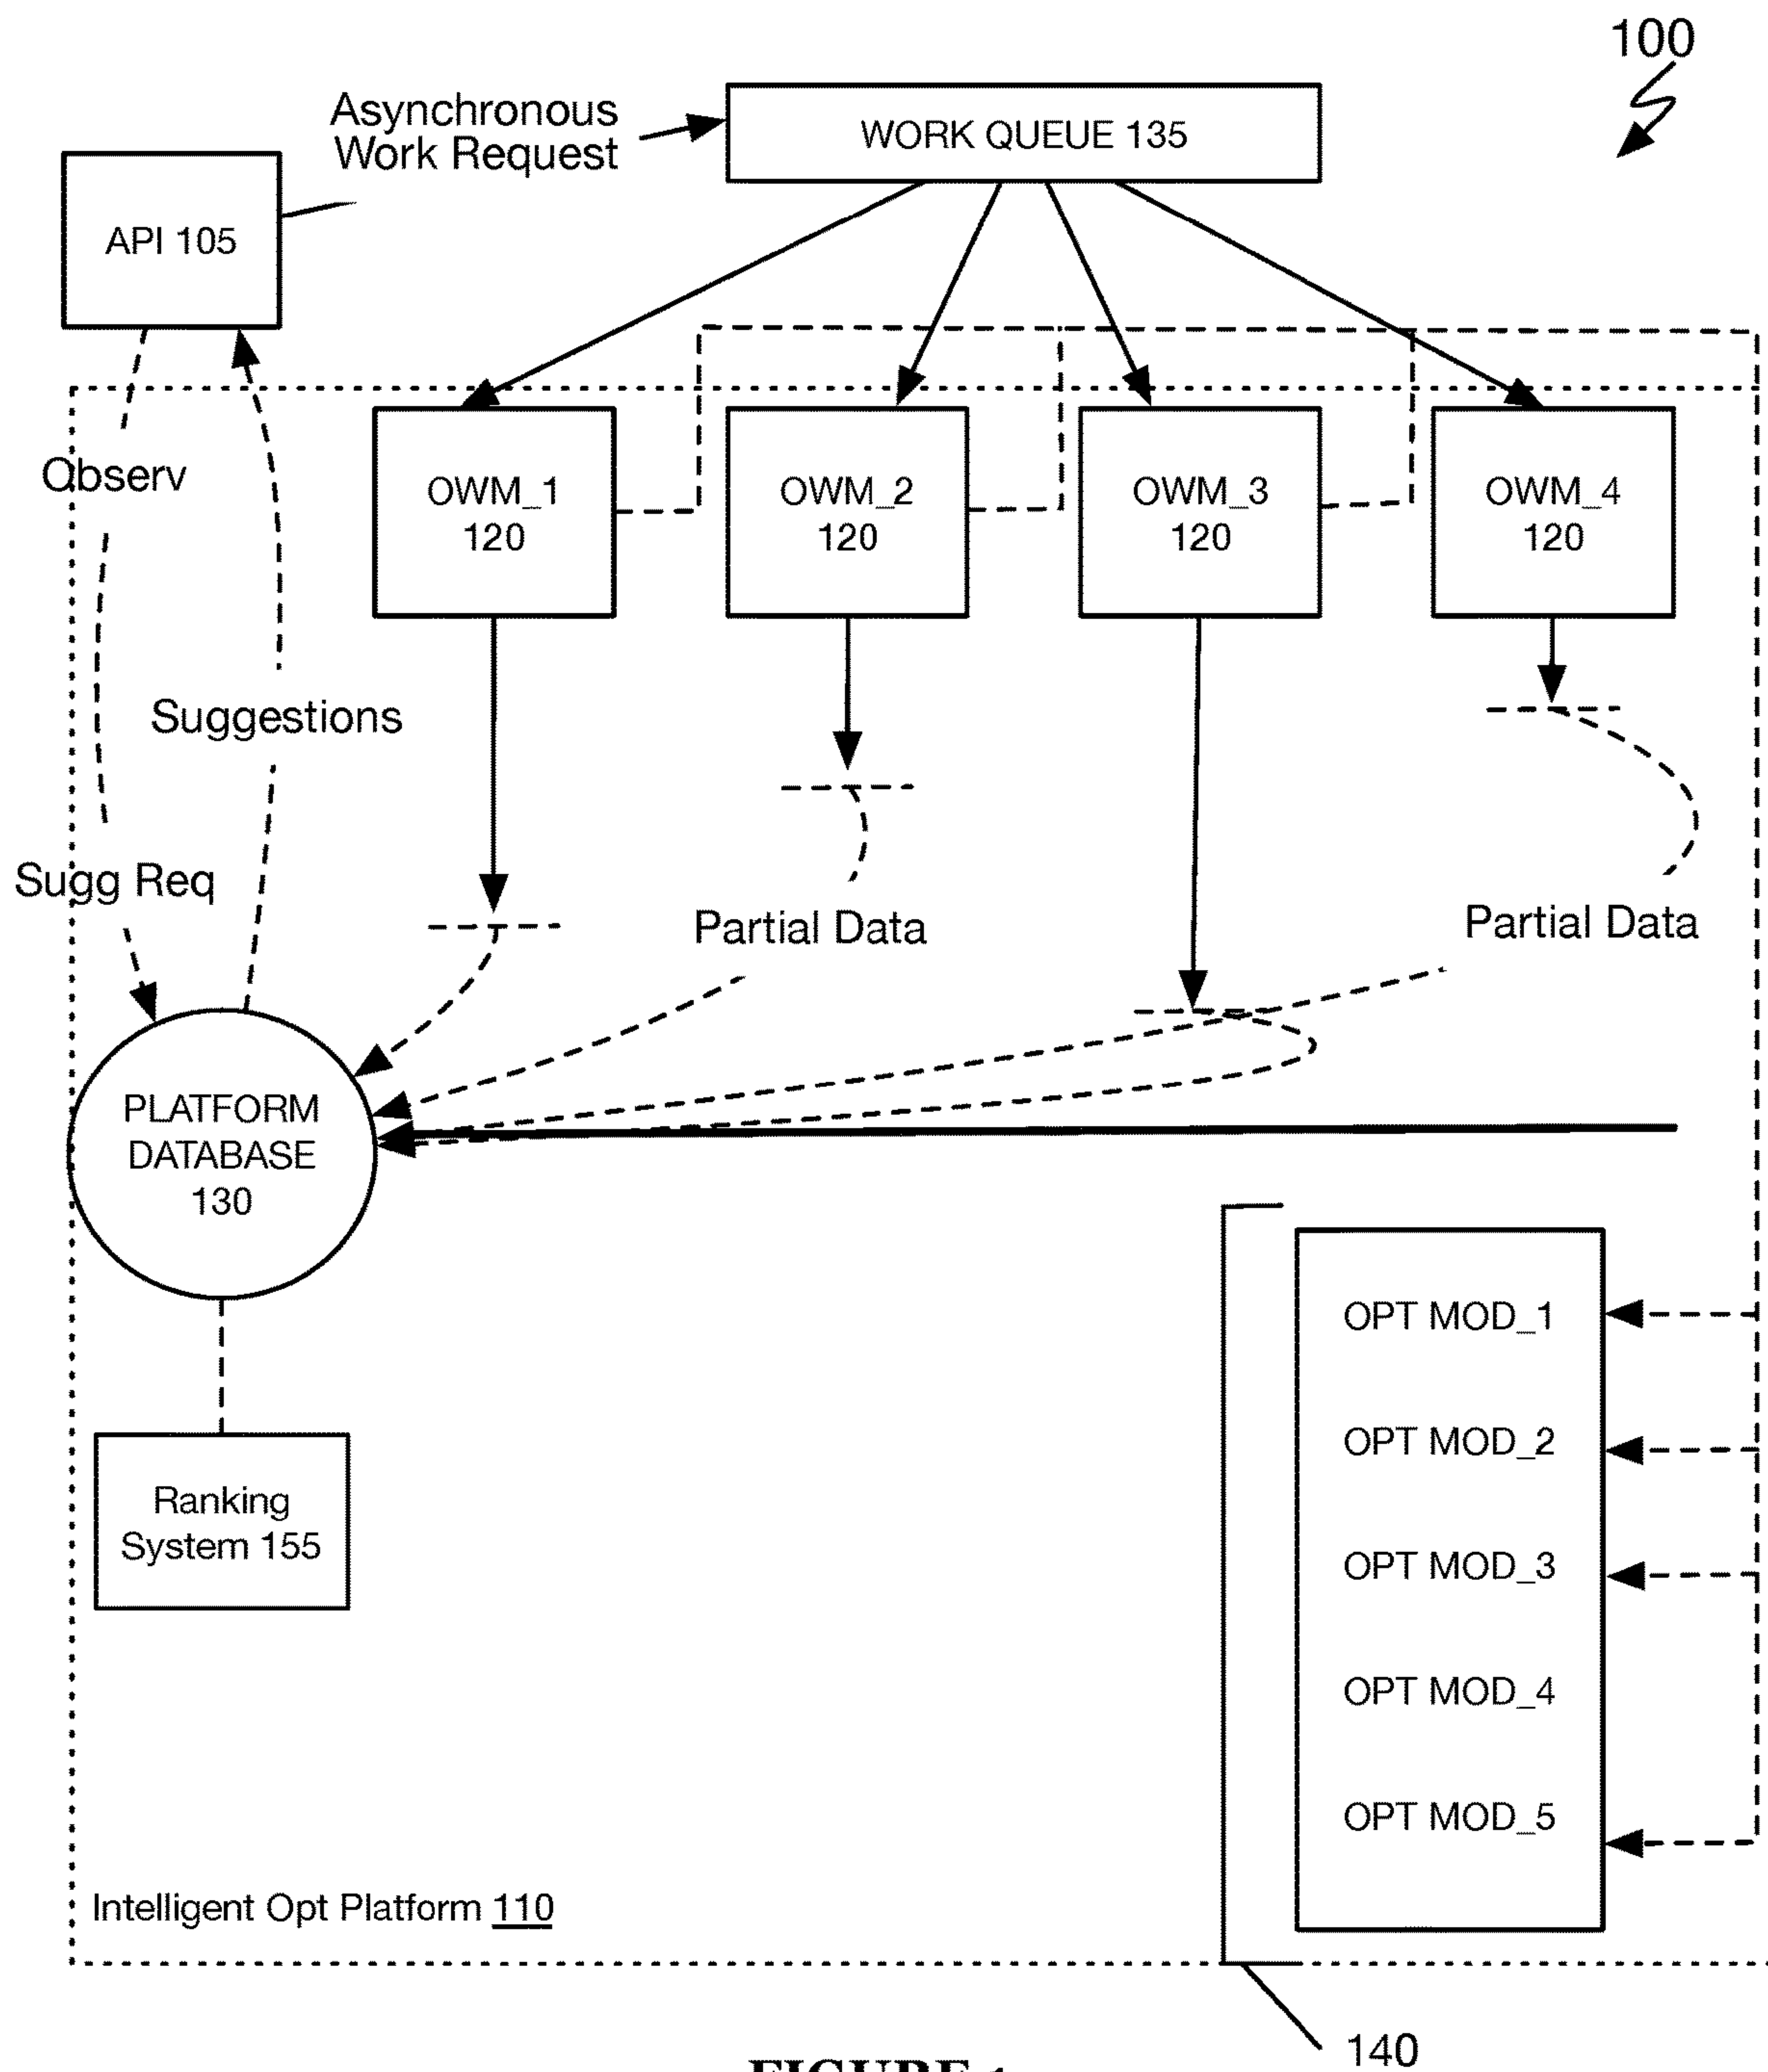 100
Asynchronous
Work Request
WORK QUEUE 135
API 105
Observ
OWM_1
120
OWM_2
120
OWM_3
120
OWM_4
120
Suggestions
Sugg Req
Partial Data
Partial Data
PLATFORM
DATABASE
130
OPT MOD_1
OPT MOD_2
OPT MOD_3
OPT MOD_4
OPT MOD_5
Ranking
System 155
Intelligent Opt Platform 110
140
FIGURE 1